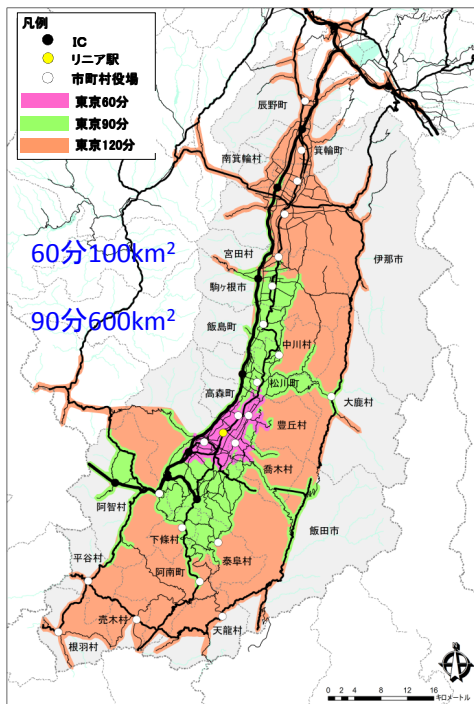 凡例
IC
リニア駅
市町村役場
東京60分
東京90分
東京120分
辰野町
南箕輪村
箕輪町
60分100km²
宮田村
伊那市
駒ヶ根市
90分600km²
飯島町
中川村
高森町
松川町
大鹿村
豊丘村
喬木村
阿智村
飯田市
下條村
平谷村
泰阜村
阿南町
売木村
天龍村
根羽村
0 2 4 8 12 16
キロメートル